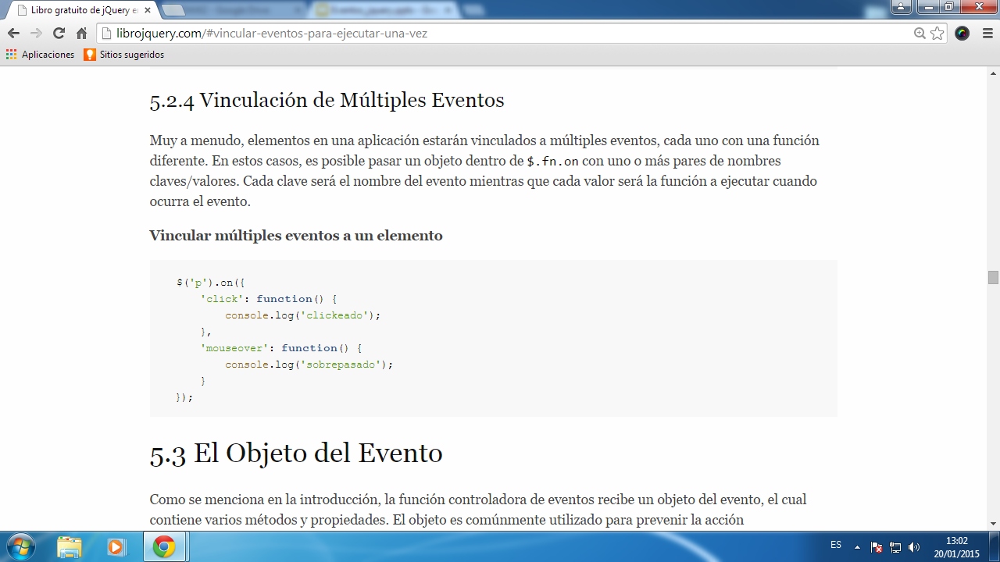 Libro gratuito de jQuery e
librojquery.com/#vincular-eventos-para-ejecutar-una-vez
Aplicaciones
Sitios sugeridos
5.2.4 Vinculación de Múltiples Eventos
Muy a menudo, elementos en una aplicación estarán vinculados a múltiples eventos, cada uno con una función
diferente. En estos casos, es posible pasar un objeto dentro de $.fn.on con uno o más pares de nombres
claves/valores. Cada clave será el nombre del evento mientras que cada valor será la función a ejecutar cuando
ocurra el evento.
Vincular múltiples eventos a un elemento
$('p').on({
    'click': function() {
        console.log('clickeado');
    },
    'mouseover': function() {
        console.log('sobrepasado');
    }
});
5.3 El Objeto del Evento
Como se menciona en la introducción, la función controladora de eventos recibe un objeto del evento, el cual
contiene varios métodos y propiedades. El objeto es comúnmente utilizado para prevenir la acción
ES
13:02
20/01/2015